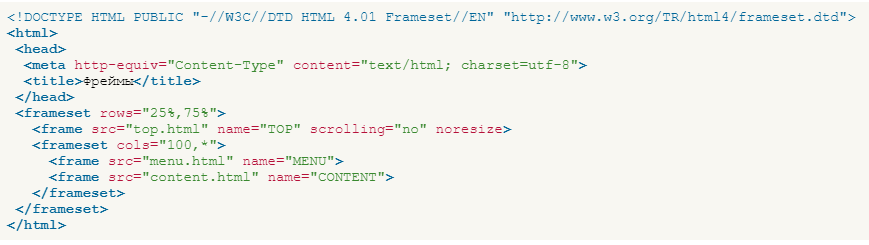 <!DOCTYPE HTML PUBLIC "-//W3C//DTD HTML 4.01 Frameset//EN" "http://www.w3.org/TR/html4/frameset.dtd">
<html>
<head>
<meta http-equiv="Content-Type" content="text/html; charset=utf-8">
<title>Фреймы</title>
</head>
<frameset rows="25%,75%">
<frame src="top.html" name="TOP" scrolling="no" noresize>
<frameset cols="100,*">
<frame src="menu.html" name="MENU">
<frame src="content.html" name="CONTENT">
</frameset>
</frameset>
</html>